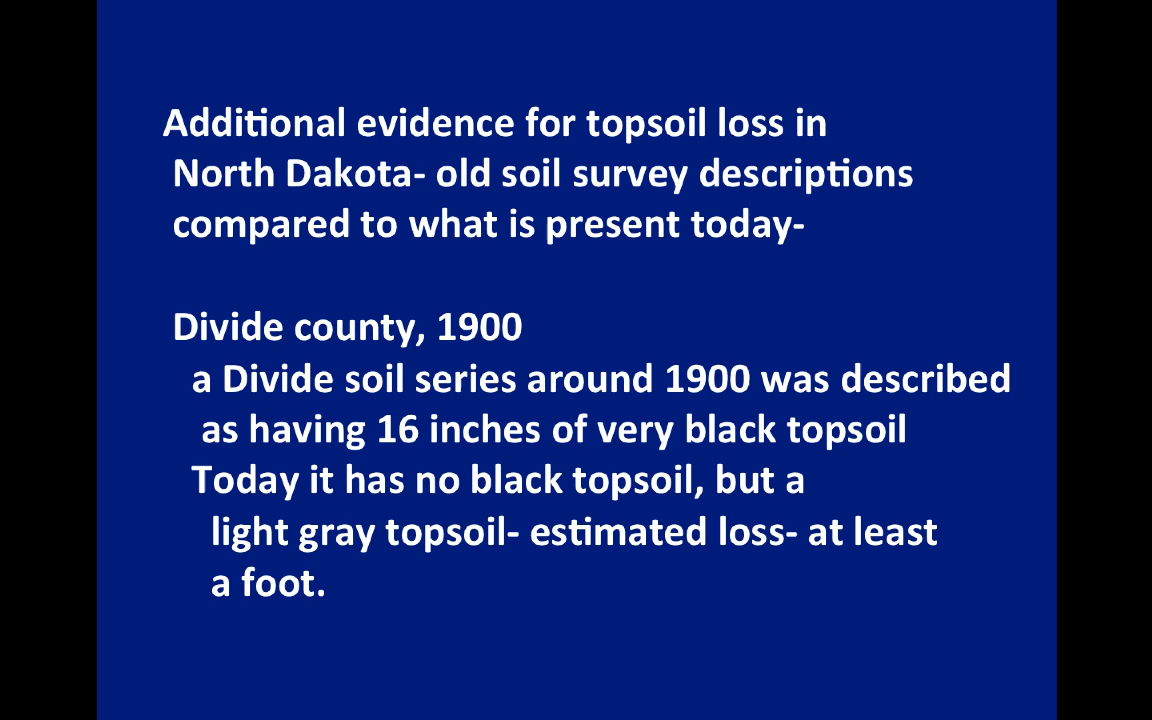 Additional evidence for topsoil loss in
North Dakota- old soil survey descriptions
compared to what is present today-
Divide county, 1900
a Divide soil series around 1900 was described
as having 16 inches of very black topsoil
Today it has no black topsoil, but a
light gray topsoil- estimated loss- at least
a foot.